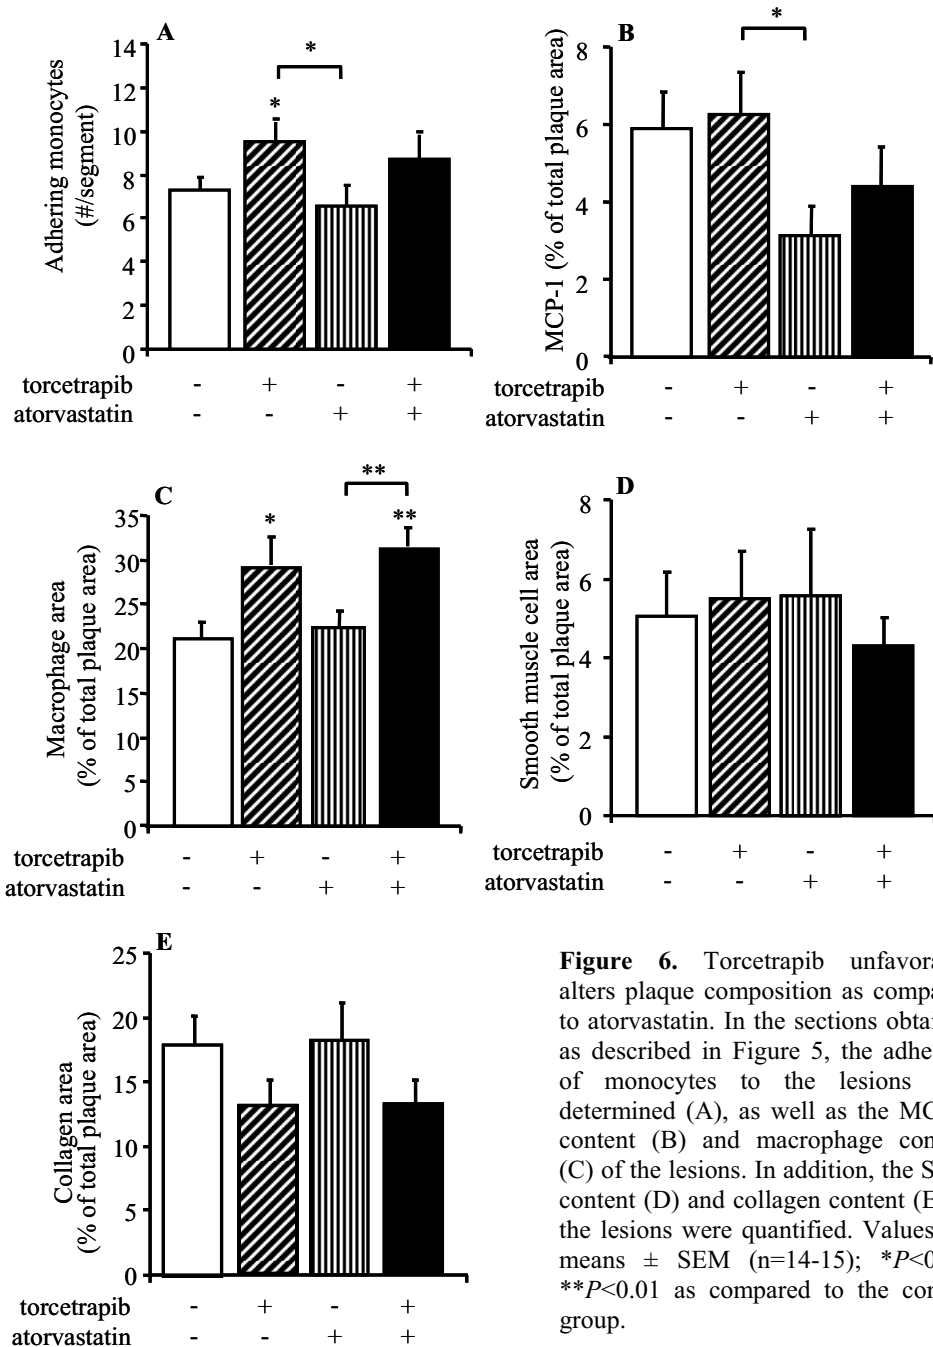 A
Adhering monocytes
(#/segment)
14
12
10
8
6
4
2
0
*
*
torcetrapib - + - +
atorvastatin - - + +
B
MCP-1 (% of total plaque area)
8
6
4
2
0
*
torcetrapib - + - +
atorvastatin - - + +
C
Macrophage area
(% of total plaque area)
35
30
25
20
15
10
5
0
*
**
**
torcetrapib - + - +
atorvastatin - - + +
D
Smooth muscle cell area
(% of total plaque area)
8
6
4
2
0
torcetrapib - + - +
atorvastatin - - + +
E
Collagen area
(% of total plaque area)
25
20
15
10
5
0
torcetrapib - + - +
atorvastatin - - + +
Figure 6. Torcetrapib unfavora
alters plaque composition as compa
to atorvastatin. In the sections obtai
as described in Figure 5, the adhe
of monocytes to the lesions
determined (A), as well as the MC
content (B) and macrophage con
(C) of the lesions. In addition, the S
content (D) and collagen content (E
the lesions were quantified. Values
means ± SEM (n=14-15); *P<0
**P<0.01 as compared to the con
group.